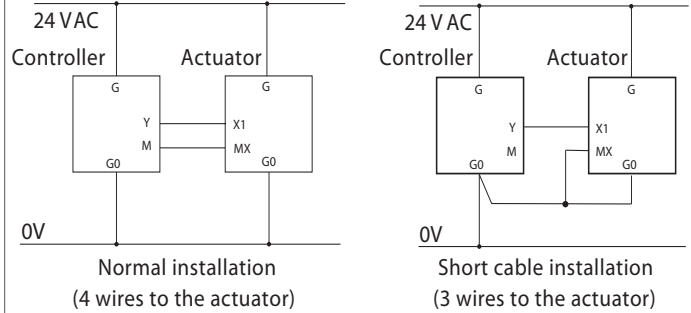 24 V AC
Controller
Actuator
G
G
Y
X1
M
MX
G0
G0
0V
Normal installation
(4 wires to the actuator)
24 V AC
Controller
Actuator
G
G
Y
X1
M
MX
G0
G0
0V
Short cable installation
(3 wires to the actuator)